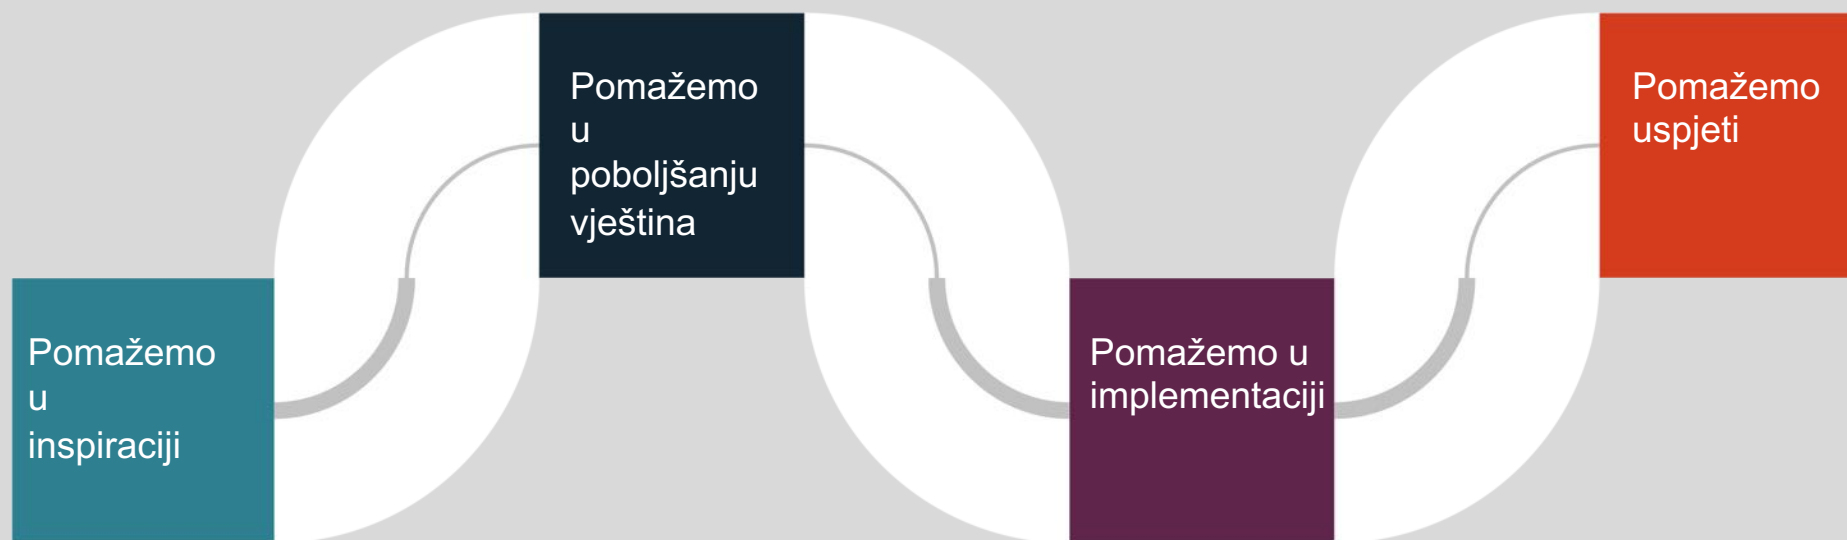 Pomažemo
u
inspiraciji
Pomažemo
u
poboljšanju
vještina
Pomažemo u
implementaciji
Pomažemo
uspjeti